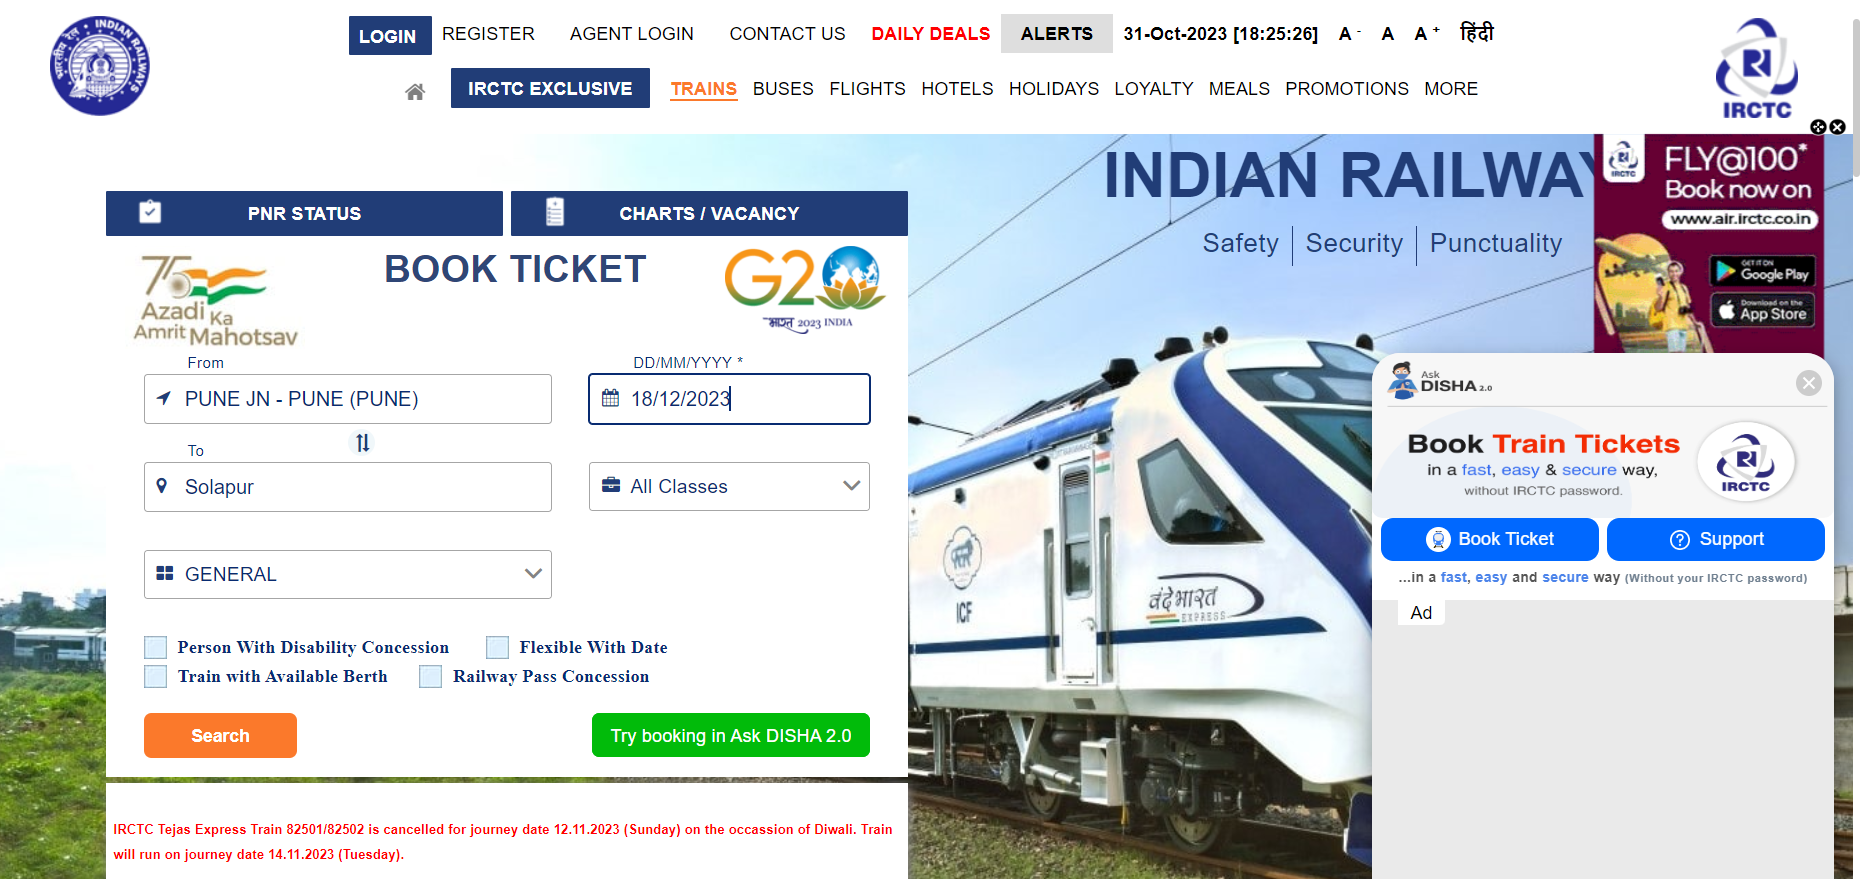 LOGIN REGISTER AGENT LOGIN CONTACT US DAILY DEALS ALERTS 31-Oct-2023 [18:25:26] A - A A + हिंदी
IRCTC EXCLUSIVE TRAINS BUSES FLIGHTS HOTELS HOLIDAYS LOYALTY MEALS PROMOTIONS MORE
INDIAN RAILWAYS
भारतीय रेल
IRCTC
PNR STATUS CHARTS / VACANCY
75
Azadi Ka
Amrit Mahotsav
BOOK TICKET
G20
भारत 2023 INDIA
From
PUNE JN - PUNE (PUNE)
DD/MM/YYYY *
18/12/2023
To
Solapur
All Classes
GENERAL
Person With Disability Concession Flexible With Date
Train with Available Berth Railway Pass Concession
Search Try booking in Ask DISHA 2.0
IRCTC Tejas Express Train 82501/82502 is cancelled for journey date 12.11.2023 (Sunday) on the occassion of Diwali. Train
will run on journey date 14.11.2023 (Tuesday).
INDIAN RAILWAY
Safety | Security | Punctuality
IRCTC
FLY@100*
Book now on
www.air.irctc.co.in
GET IT ON
Google Play
Download on the
App Store
ICF
वंदे भारत
EXPRESS
Ask
DISHA 2.0
Book Train Tickets
in a fast, easy & secure way,
without IRCTC password.
IRCTC
Book Ticket Support
...in a fast, easy and secure way (Without your IRCTC password)
Ad